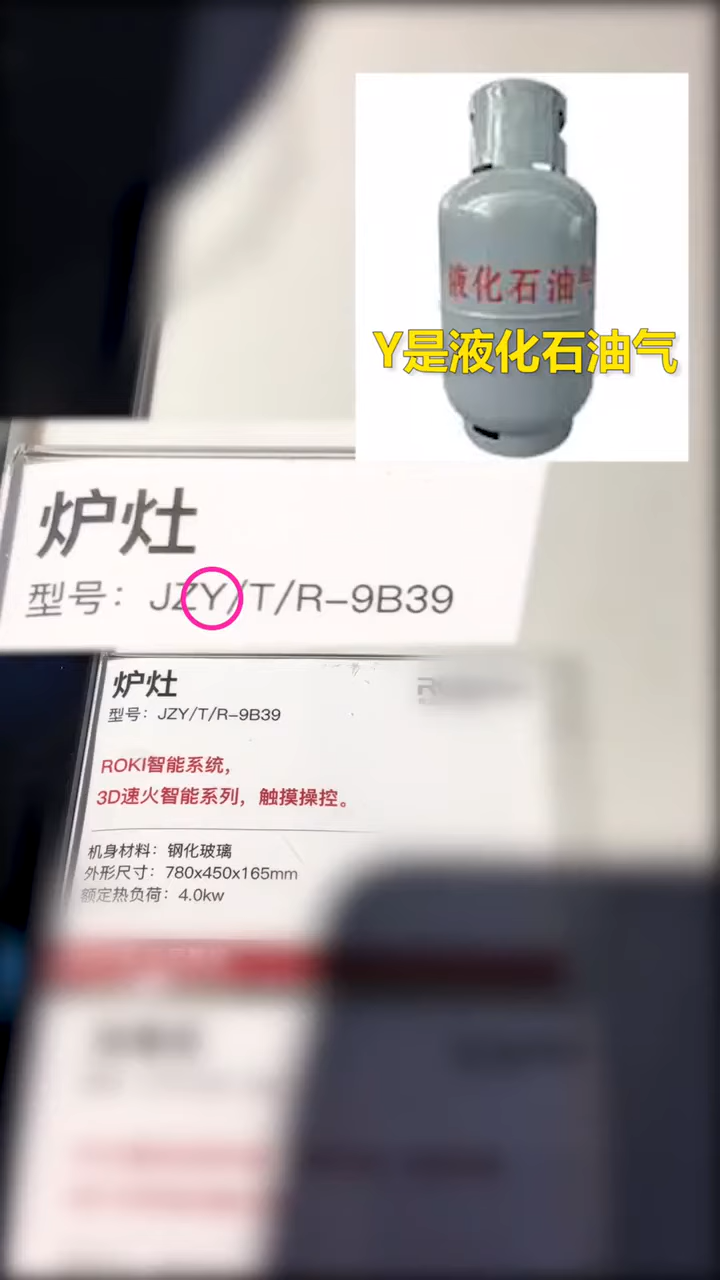 液化石油气
Y是液化石油气
炉灶
型号：JZY/T/R-9B39
炉灶
型号：JZY/T/R-9B39
ROKI智能系统，
3D速火智能系列，触摸操控。
机身材料：钢化玻璃
外形尺寸：780x450x165mm
额定热负荷：4.0kw